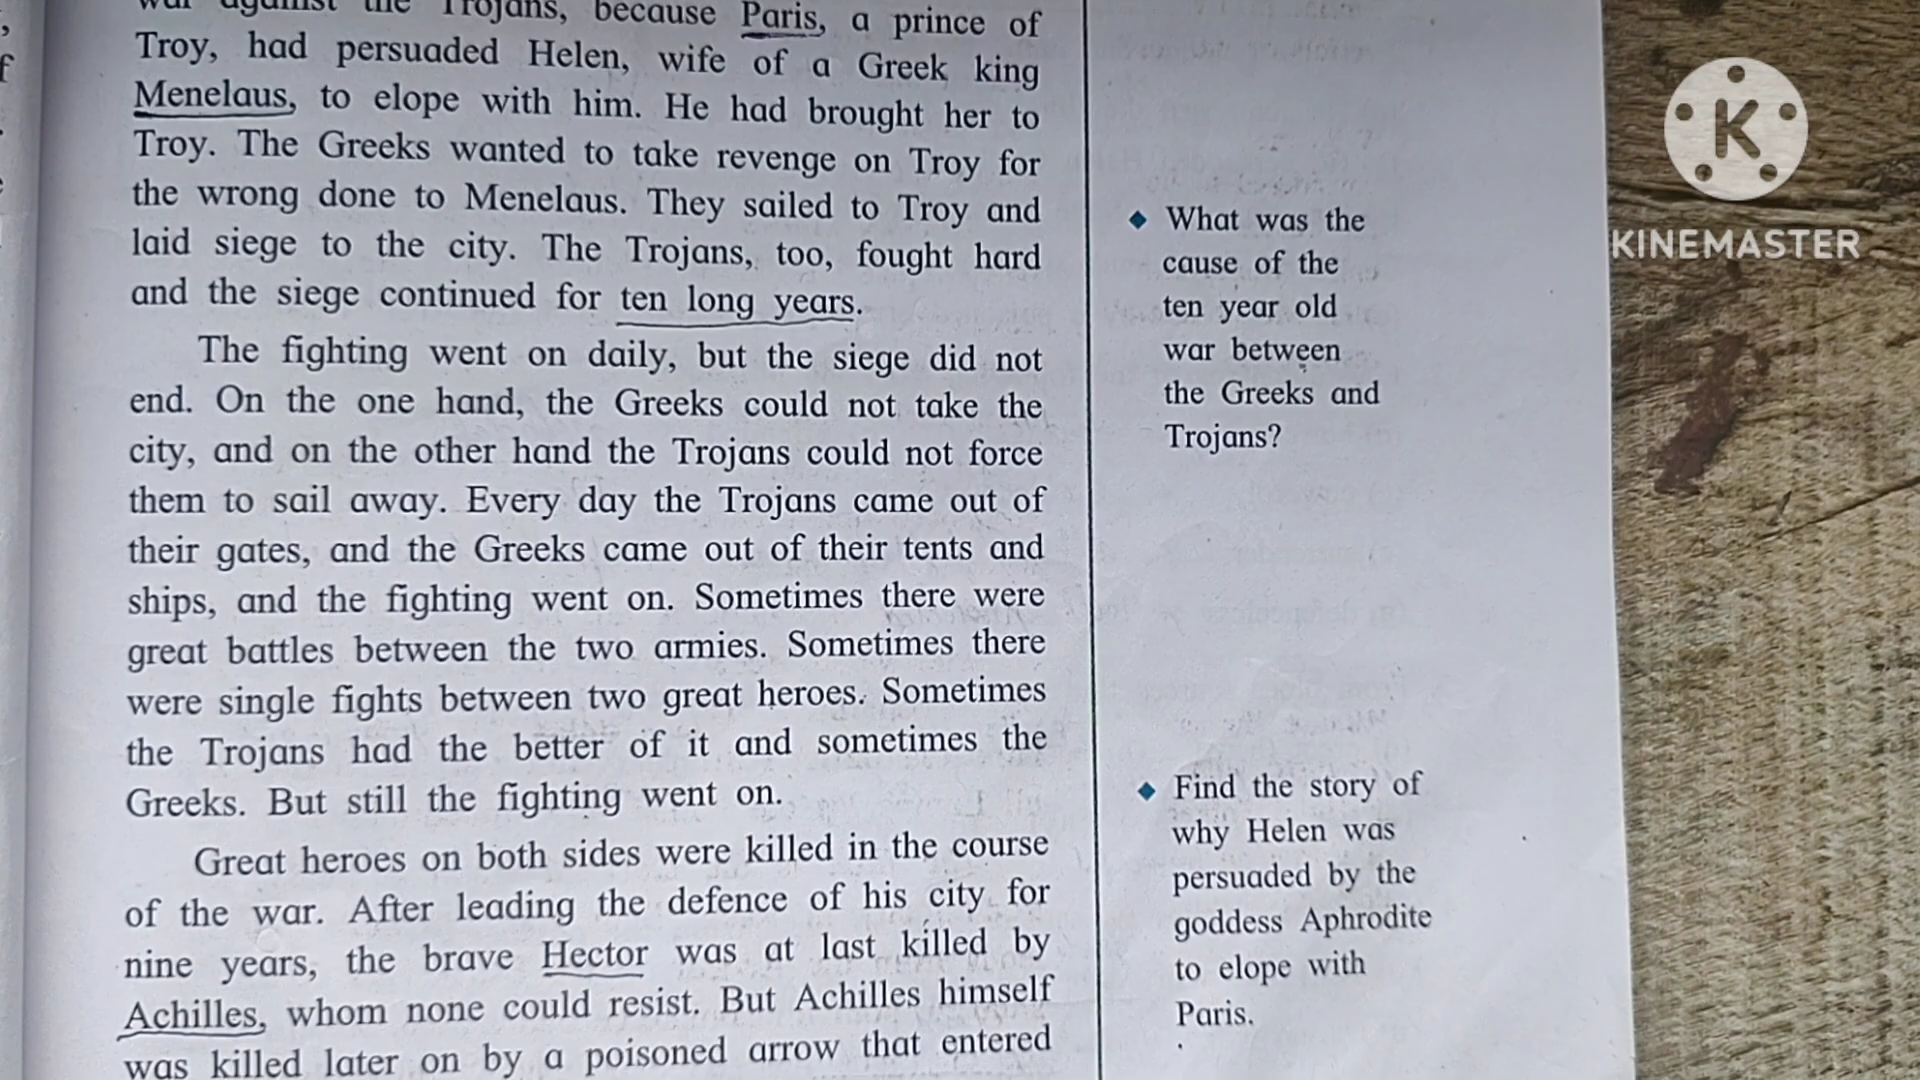 war against the Trojans, because Paris, a prince of
Troy, had persuaded Helen, wife of a Greek king
Menelaus, to elope with him. He had brought her to
Troy. The Greeks wanted to take revenge on Troy for
the wrong done to Menelaus. They sailed to Troy and
laid siege to the city. The Trojans, too, fought hard
and the siege continued for ten long years.
The fighting went on daily, but the siege did not
end. On the one hand, the Greeks could not take the
city, and on the other hand the Trojans could not force
them to sail away. Every day the Trojans came out of
their gates, and the Greeks came out of their tents and
ships, and the fighting went on. Sometimes there were
great battles between the two armies. Sometimes there
were single fights between two great heroes. Sometimes
the Trojans had the better of it and sometimes the
Greeks. But still the fighting went on.
Great heroes on both sides were killed in the course
of the war. After leading the defence of his city for
nine years, the brave Hector was at last killed by
Achilles, whom none could resist. But Achilles himself
was killed later on by a poisoned arrow that entered
What was the
cause of the
ten year old
war between
the Greeks and
Trojans?
Find the story of
why Helen was
persuaded by the
goddess Aphrodite
to elope with
Paris.
K
KINEMASTER